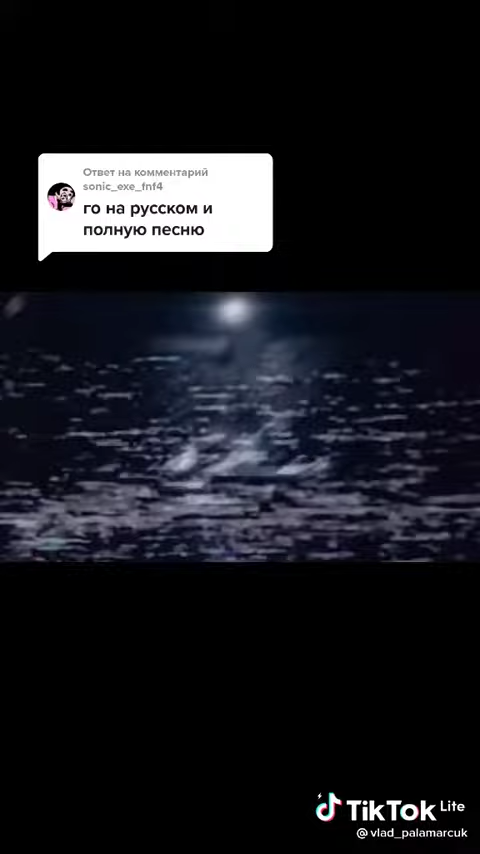 Ответ на комментарий
sonic_exe_fnf4
го на русском и
полную песню
TikTok Lite
@vlad_palamarcuk